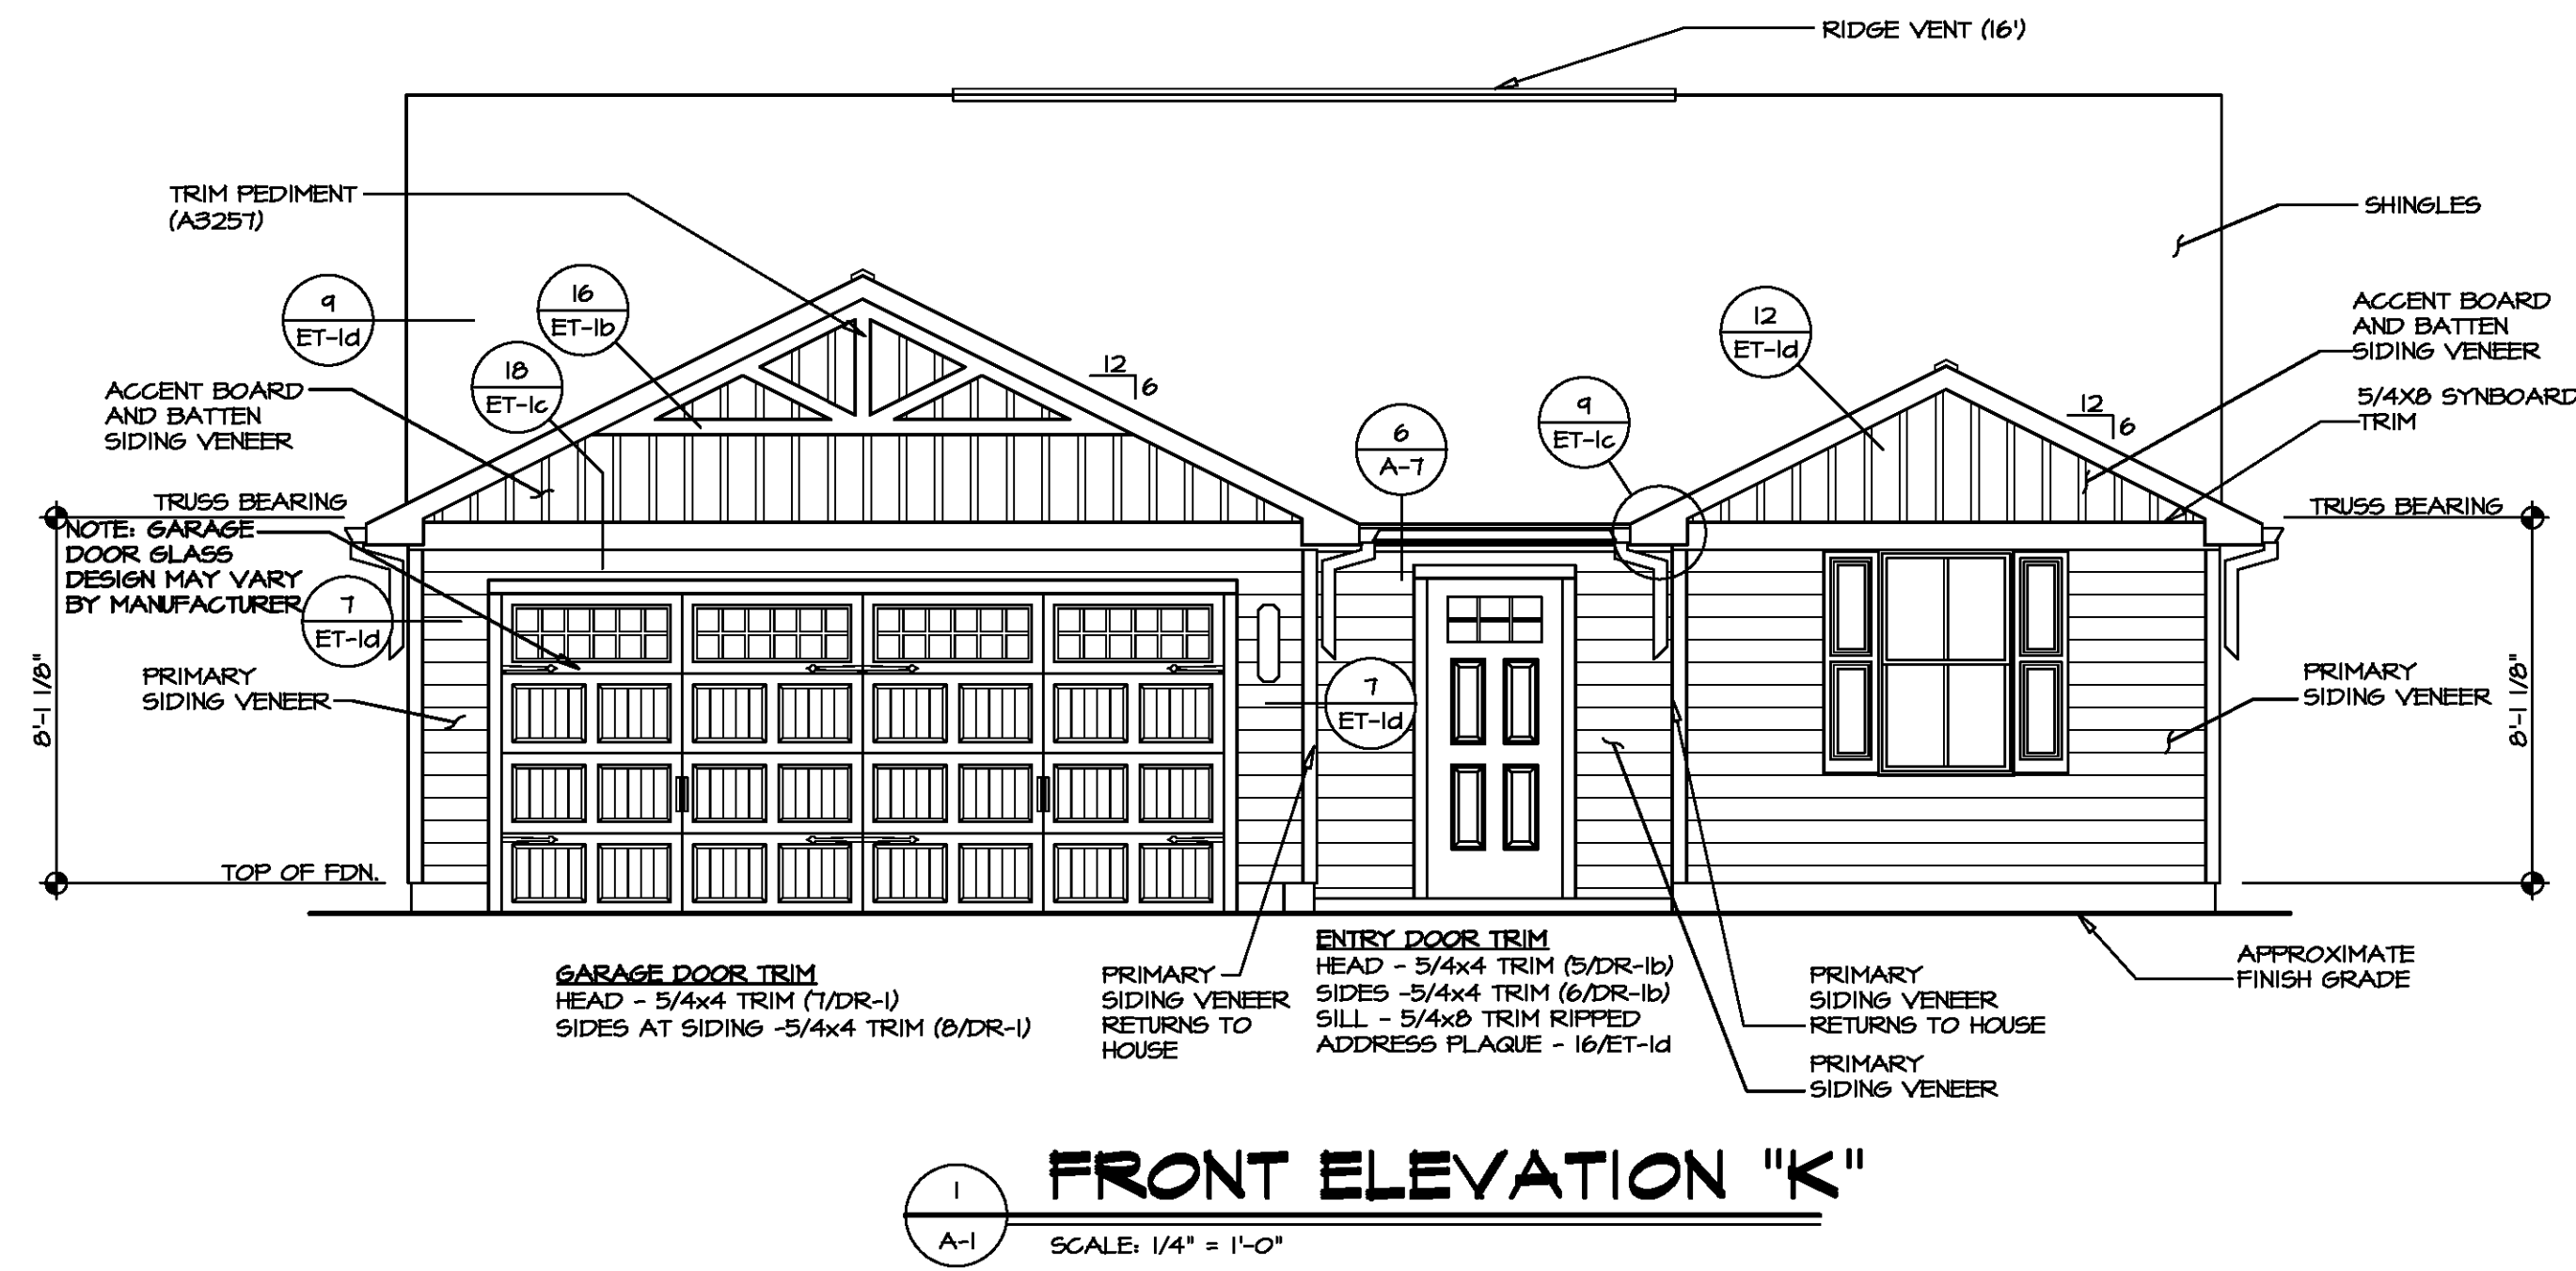 RIDGE VENT (16')
TRIM PEDIMENT
(A3257)
SHINGLES
9
ET-1d
16
ET-1b
18
ET-1c
12
6
12
ET-1d
ACCENT BOARD
AND BATTEN
SIDING VENEER
ACCENT BOARD
AND BATTEN
SIDING VENEER
5/4X8 SYNBOARD
TRIM
6
A-7
9
ET-1c
12
6
TRUSS BEARING
TRUSS BEARING
NOTE: GARAGE
DOOR GLASS
DESIGN MAY VARY
BY MANUFACTURER
7
ET-1d
8'-1 1/8"
PRIMARY
SIDING VENEER
7
ET-1d
PRIMARY
SIDING VENEER
8'-1 1/8"
TOP OF FDN.
GARAGE DOOR TRIM
HEAD - 5/4x4 TRIM (7/DR-1)
SIDES AT SIDING -5/4x4 TRIM (8/DR-1)
PRIMARY
SIDING VENEER
RETURNS TO
HOUSE
ENTRY DOOR TRIM
HEAD - 5/4x4 TRIM (5/DR-1b)
SIDES -5/4x4 TRIM (6/DR-1b)
SILL - 5/4x8 TRIM RIPPED
ADDRESS PLAQUE - 16/ET-1d
PRIMARY
SIDING VENEER
RETURNS TO HOUSE
PRIMARY
SIDING VENEER
APPROXIMATE
FINISH GRADE
1
A-1
FRONT ELEVATION "K"
SCALE: 1/4" = 1'-0"